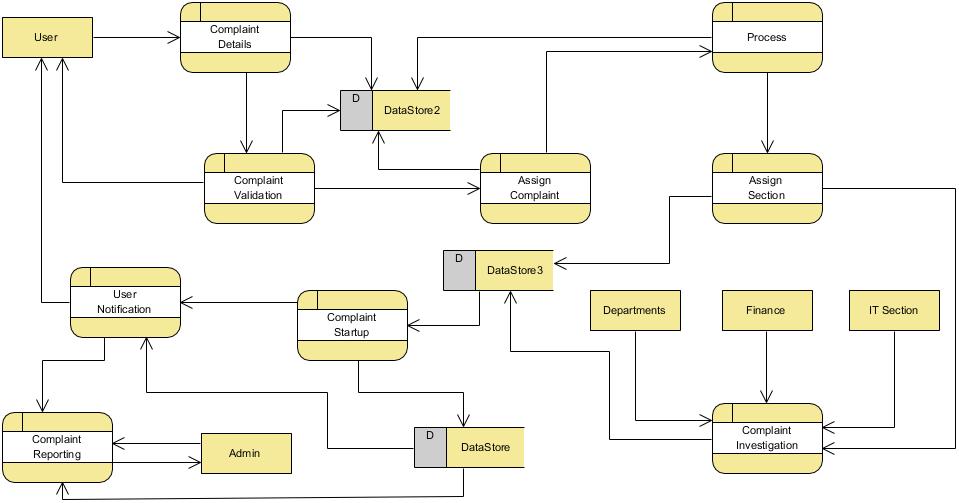 User
Complaint
Details
Process
D
DataStore2
Complaint
Validation
Assign
Complaint
Assign
Section
D
DataStore3
User
Notification
Complaint
Startup
Departments
Finance
IT Section
Complaint
Reporting
Admin
D
DataStore
Complaint
Investigation